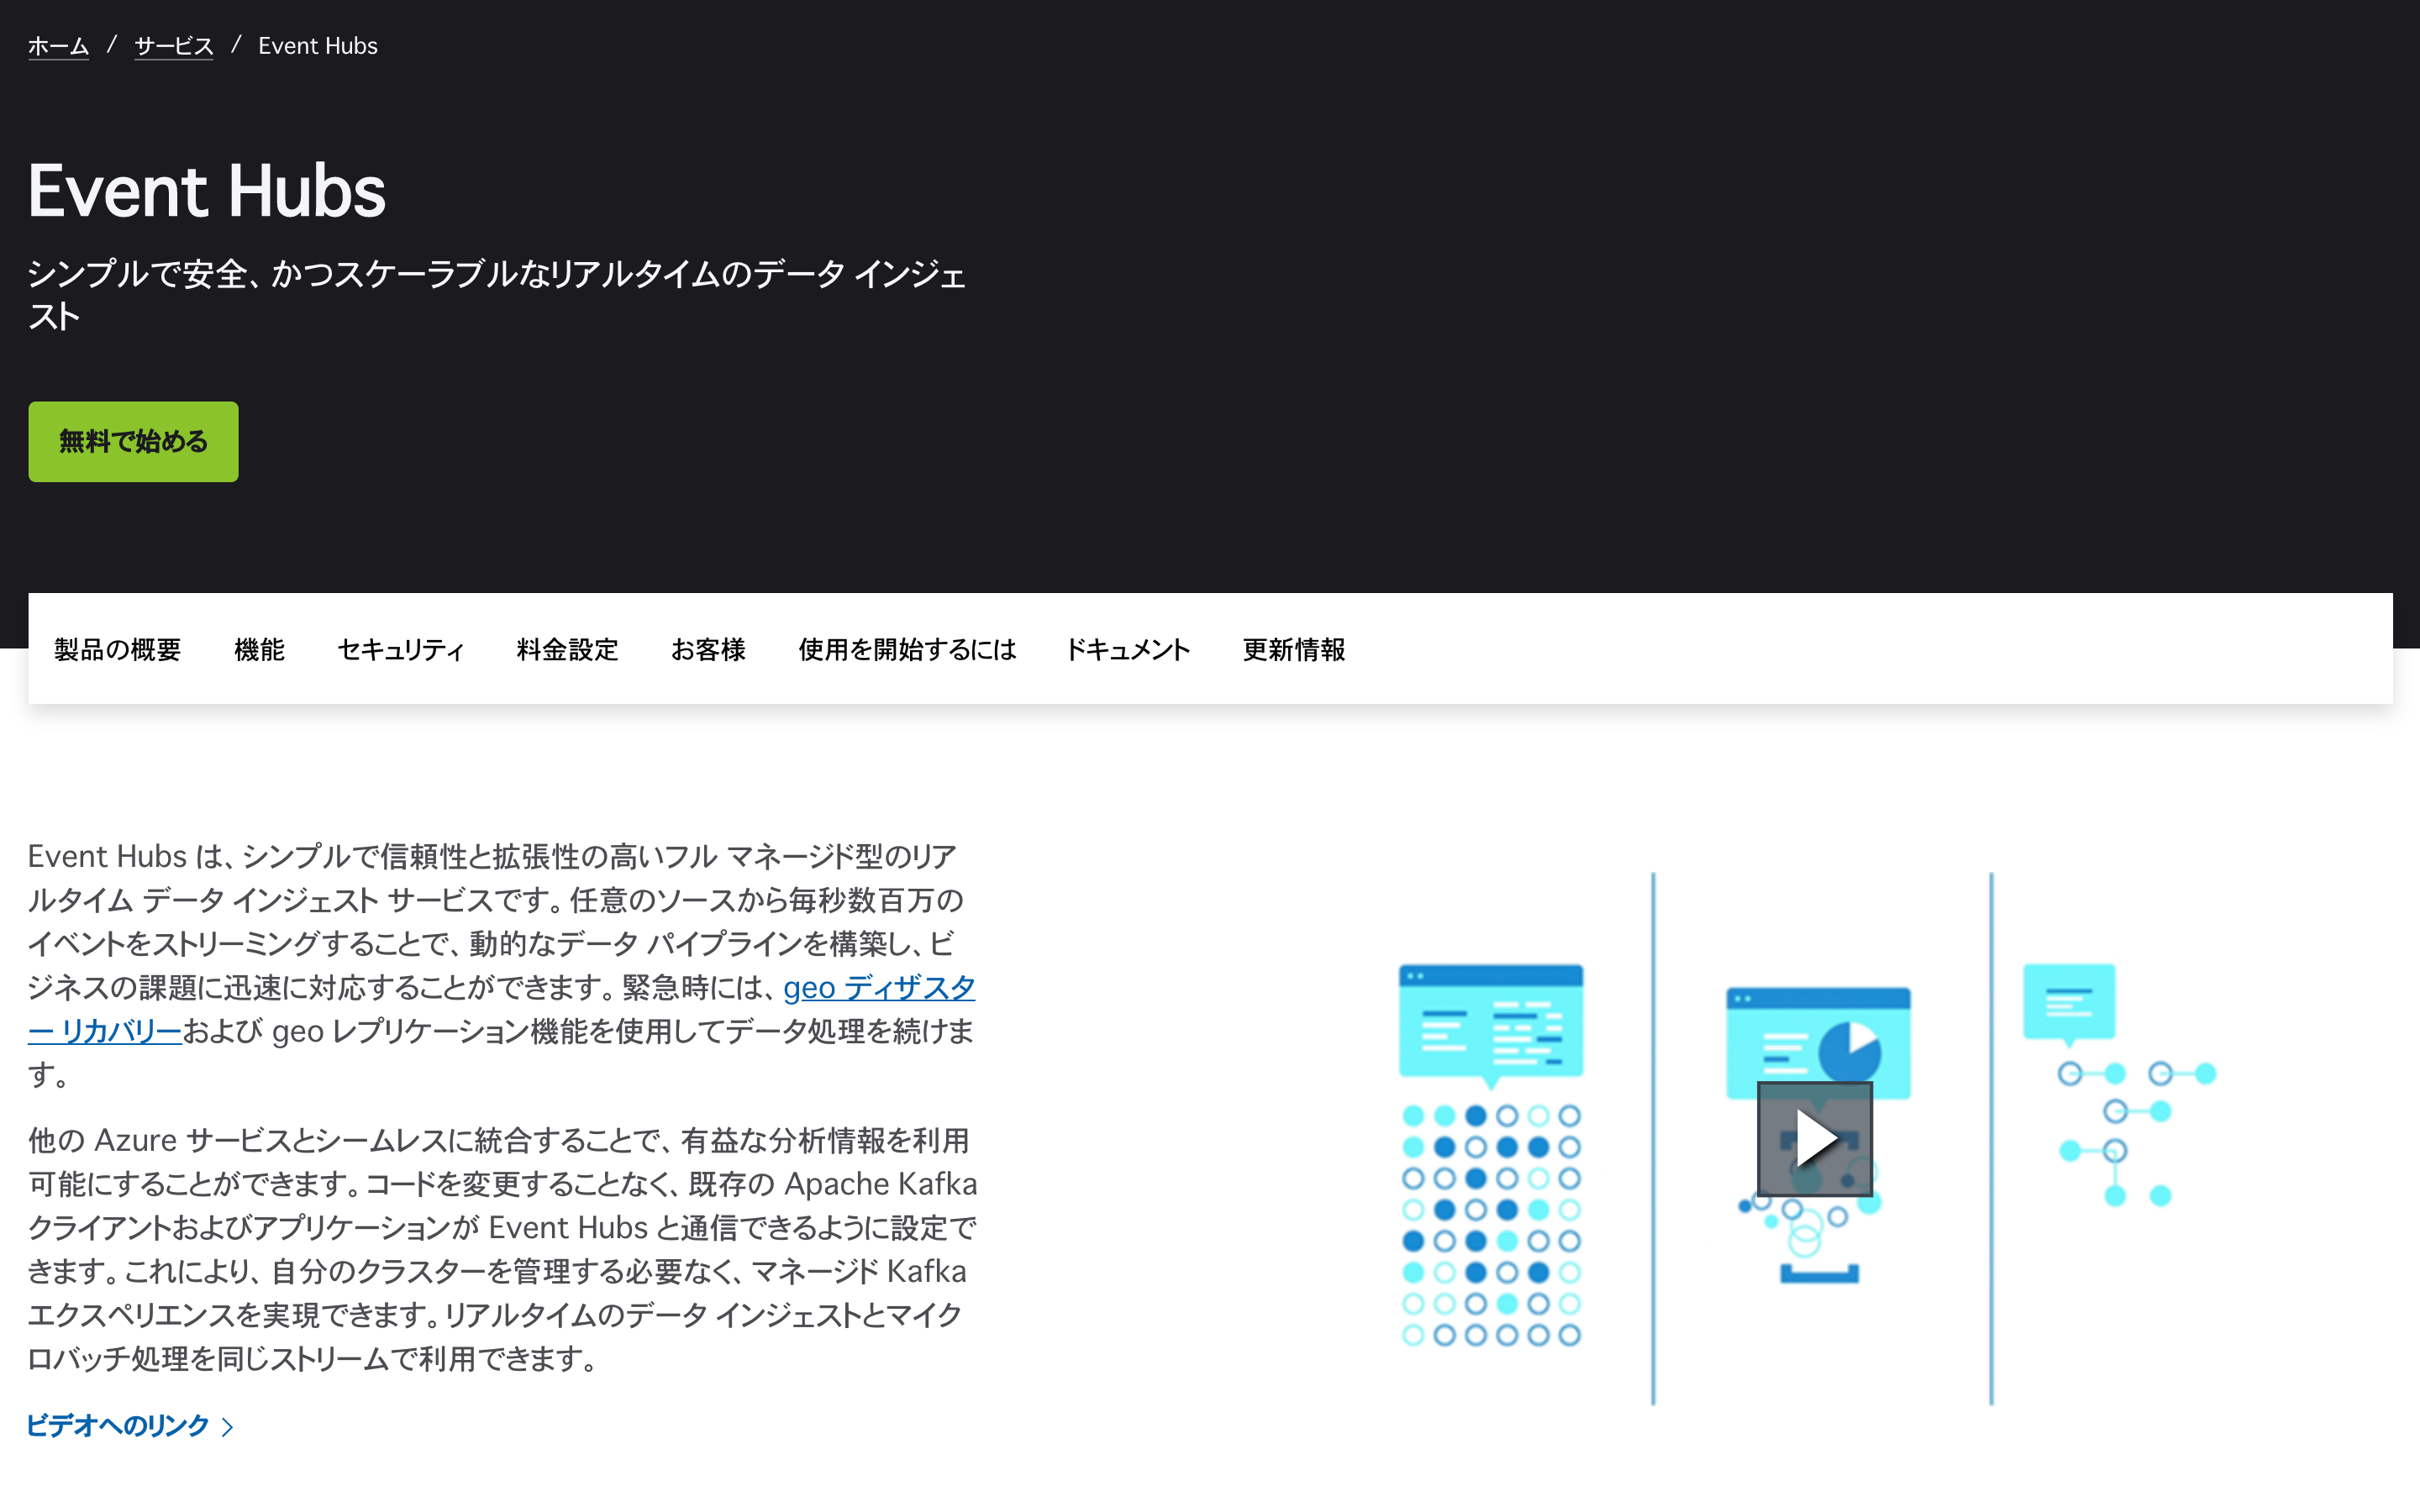 ホーム / サービス / Event Hubs
Event Hubs
シンプルで安全、かつスケーラブルなリアルタイムのデータ インジェ
スト
無料で始める
製品の概要 機能 セキュリティ 料金設定 お客様 使用を開始するには ドキュメント 更新情報
Event Hubs は、シンプルで信頼性と拡張性の高いフル マネージド型のリア
ルタイム データ インジェスト サービスです。任意のソースから毎秒数百万の
イベントをストリーミングすることで、動的なデータ パイプラインを構築し、ビ
ジネスの課題に迅速に対応することができます。緊急時には、geo ディザスタ
ー リカバリーおよび geo レプリケーション機能を使用してデータ処理を続けま
す。
他の Azure サービスとシームレスに統合することで、有益な分析情報を利用
可能にすることができます。コードを変更することなく、既存の Apache Kafka
クライアントおよびアプリケーションが Event Hubs と通信できるように設定で
きます。これにより、自分のクラスターを管理する必要なく、マネージド Kafka
エクスペリエンスを実現できます。リアルタイムのデータ インジェストとマイク
ロバッチ処理を同じストリームで利用できます。
ビデオへのリンク